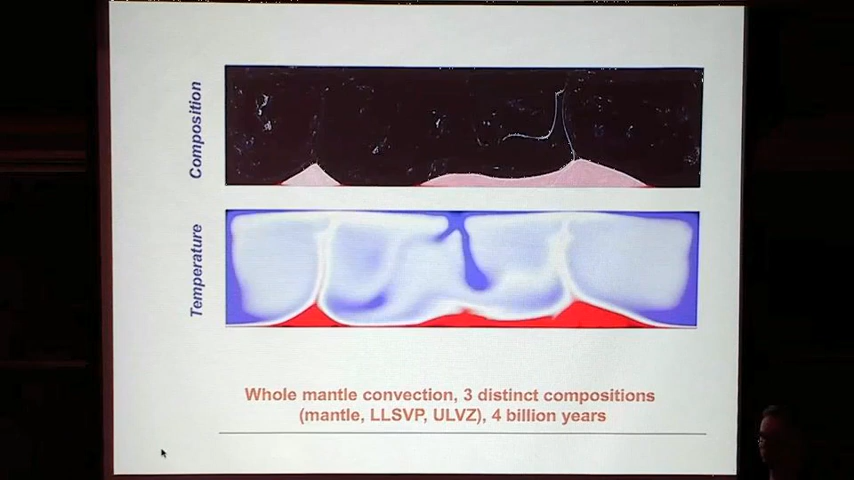 Composition
Temperature
Whole mantle convection, 3 distinct compositions
(mantle, LLSVP, ULVZ), 4 billion years